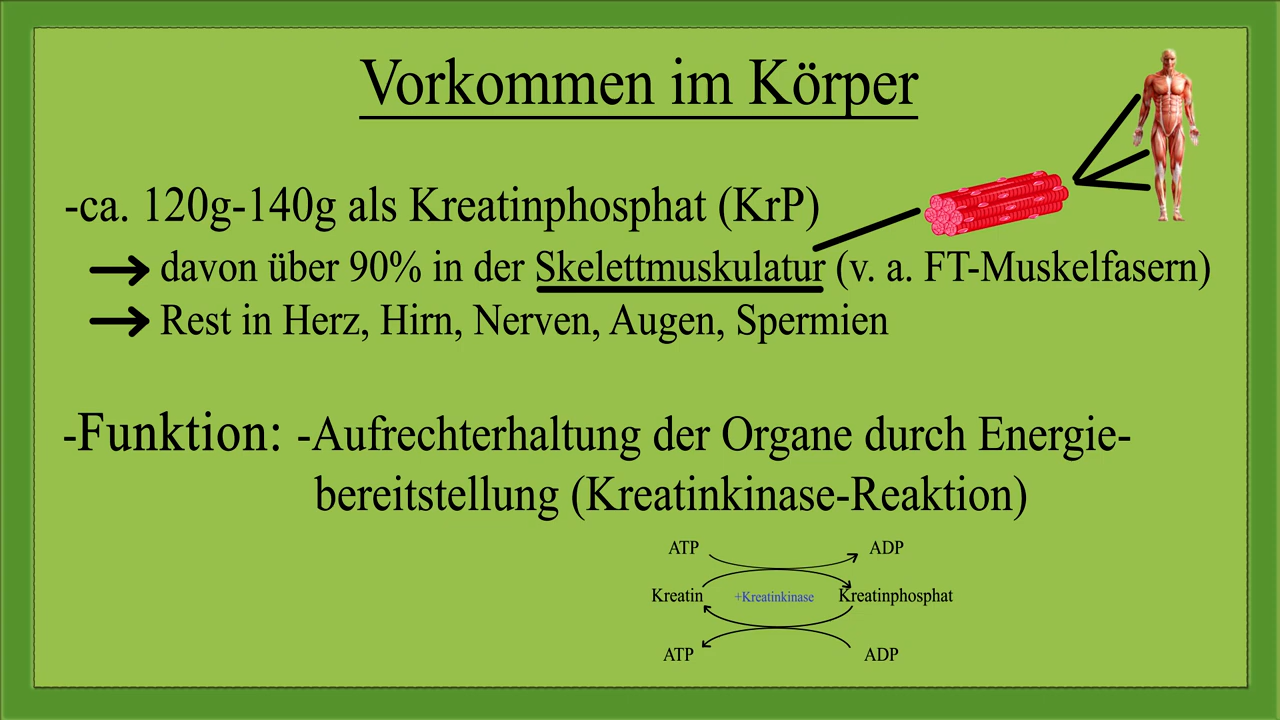 Vorkommen im Körper
-ca. 120g-140g als Kreatinphosphat (KrP)
davon über 90% in der Skelettmuskulatur (v. a. FT-Muskelfasern)
Rest in Herz, Hirn, Nerven, Augen, Spermien
-Funktion: -Aufrechterhaltung der Organe durch Energie-
bereitstellung (Kreatinkinase-Reaktion)
ATP ADP
Kreatin +Kreatinkinase Kreatinphosphat
ATP ADP